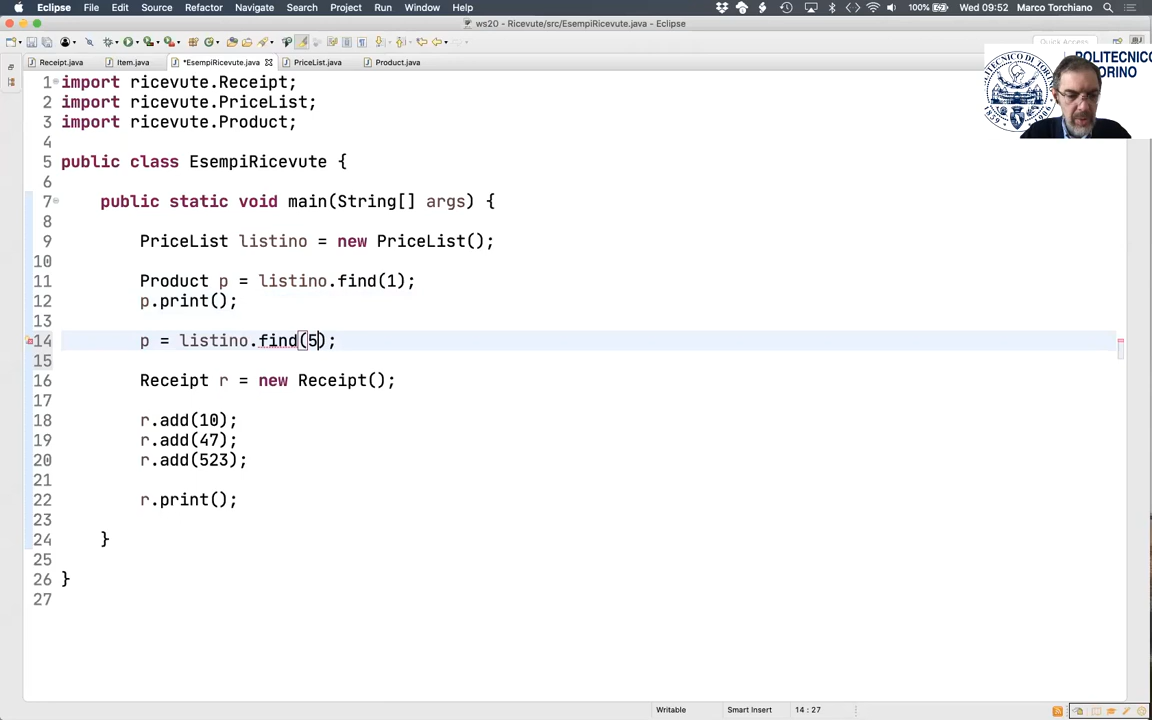 Eclipse File Edit Source Refactor Navigate Search Project Run Window Help 100% Wed 09:52 Marco Torchiano
ws20 - Ricevute/src/EsempiRicevute.java - Eclipse
Quick Access
Receipt.java Item.java *EsempiRicevute.java PriceList.java Product.java
POLITECNICO
1 import ricevute.Receipt;
2 import ricevute.PriceList;
3 import ricevute.Product;
4
5 public class EsempiRicevute {
6
7 public static void main(String[] args) {
8
9 PriceList listino = new PriceList();
10
11 Product p = listino.find(1);
12 p.print();
13
14 p = listino.find(5);
15
16 Receipt r = new Receipt();
17
18 r.add(10);
19 r.add(47);
20 r.add(523);
21
22 r.print();
23
24 }
25
26 }
27
Writable Smart Insert 14 : 27